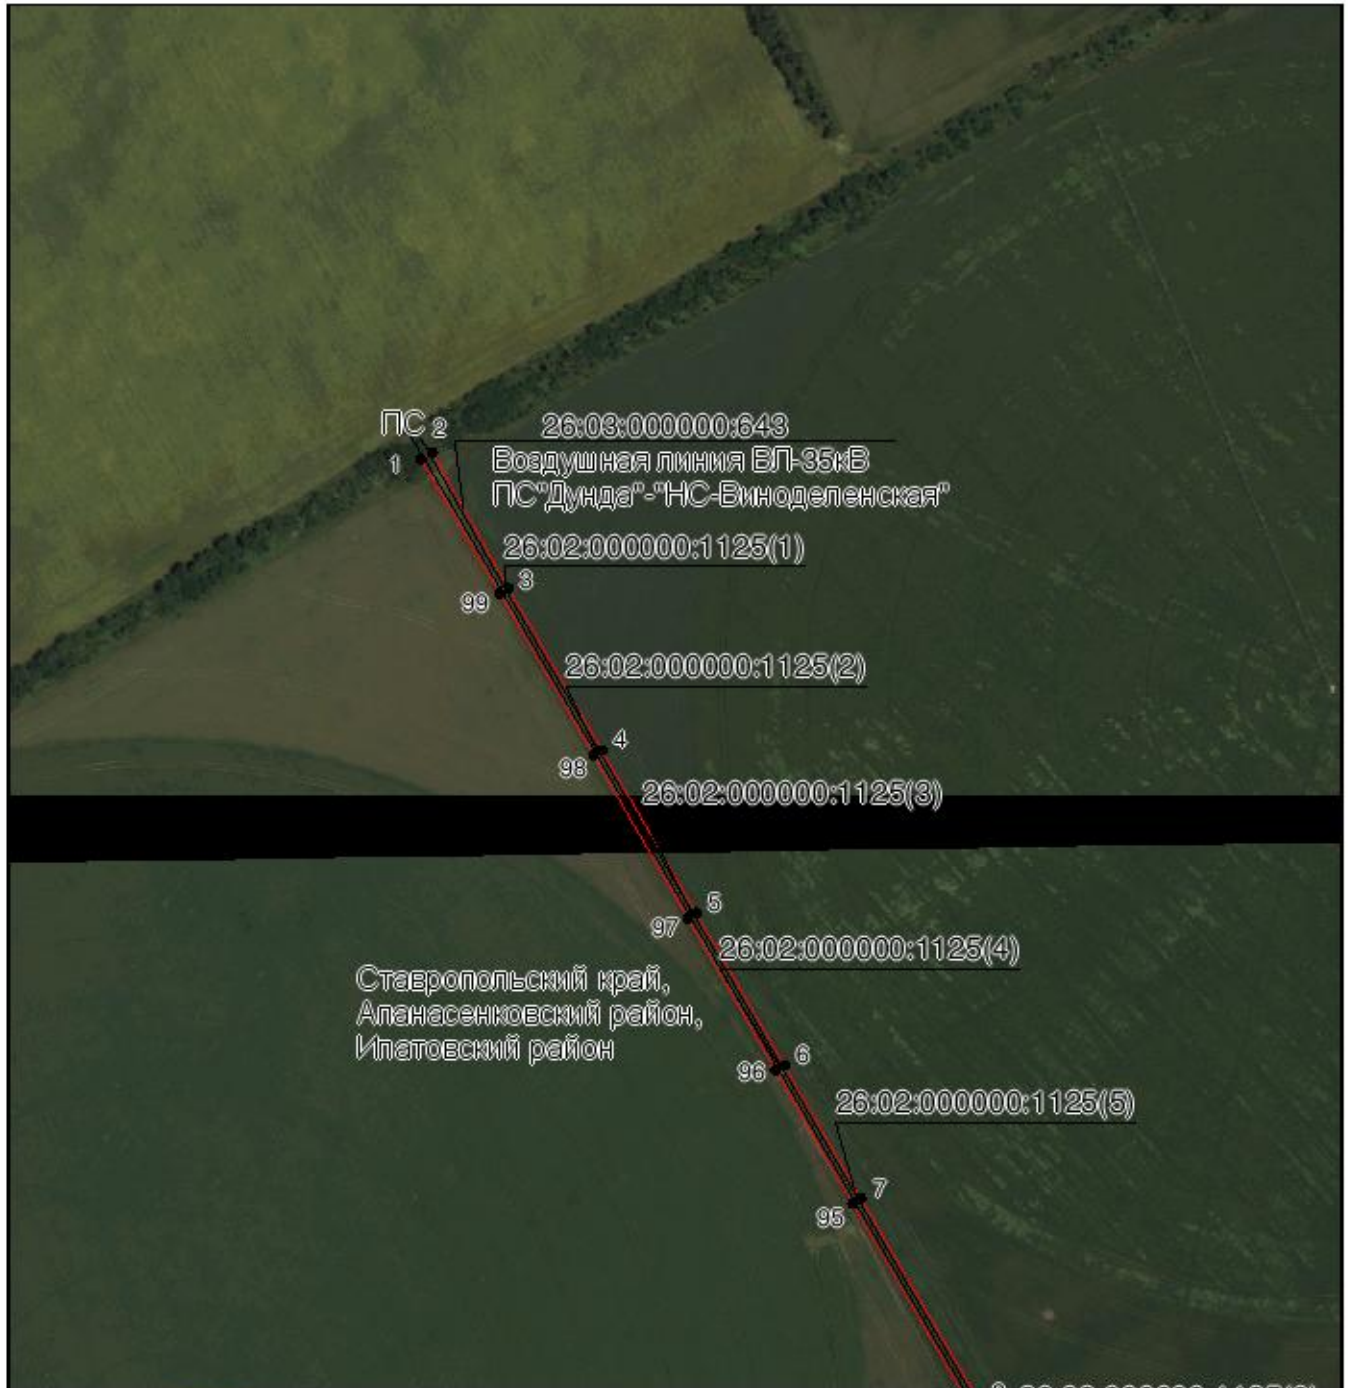 ПС 2
1
26:03:000000:643
Воздушная линия ВЛ-35кВ
ПС"Дунда"-"НС-Виноделенская"
26:02:000000:1125(1)
3
99
26:02:000000:1125(2)
4
98
26:02:000000:1125(3)
5
97
26:02:000000:1125(4)
Ставропольский край,
Апанасенковский район,
Ипатовский район
6
96
26:02:000000:1125(5)
7
95